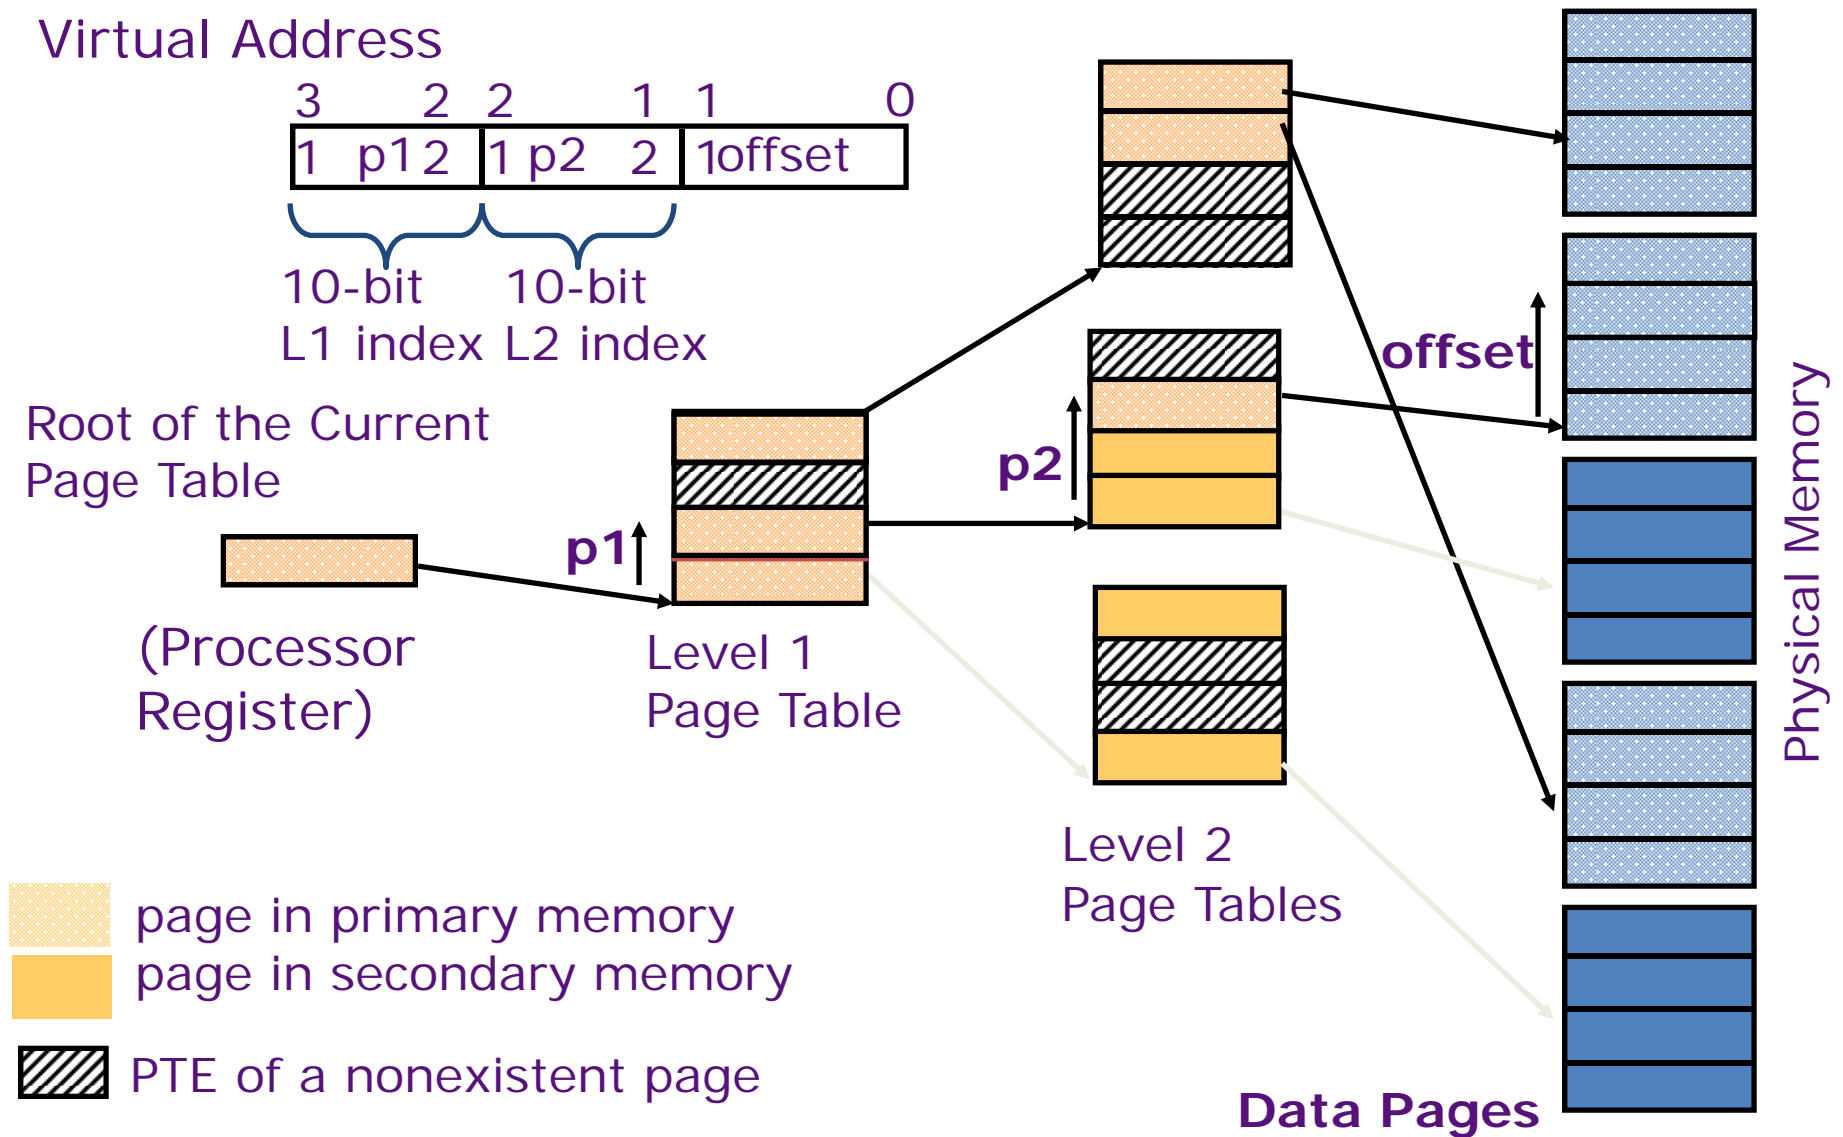 Virtual Address
3 2 2 1 1 0
1 p1 2 1 p2 2 1 offset
10-bit
L1 index
10-bit
L2 index
Root of the Current
Page Table
(Processor
Register)
p1
Level 1
Page Table
p2
Level 2
Page Tables
offset
Physical Memory
page in primary memory
page in secondary memory
PTE of a nonexistent page
Data Pages